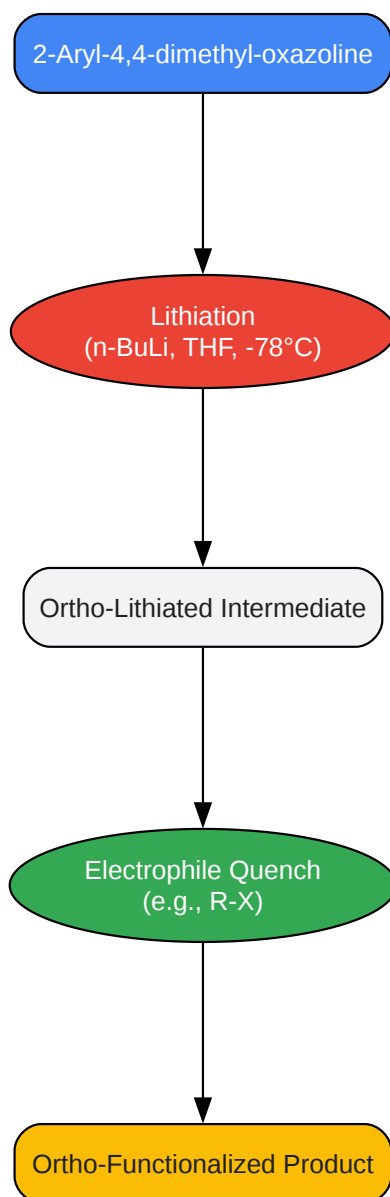 2-Aryl-4,4-dimethyl-oxazoline
Lithiation
(n-BuLi, THF, -78°C)
Ortho-Lithiated Intermediate
Electrophile Quench
(e.g., R-X)
Ortho-Functionalized Product